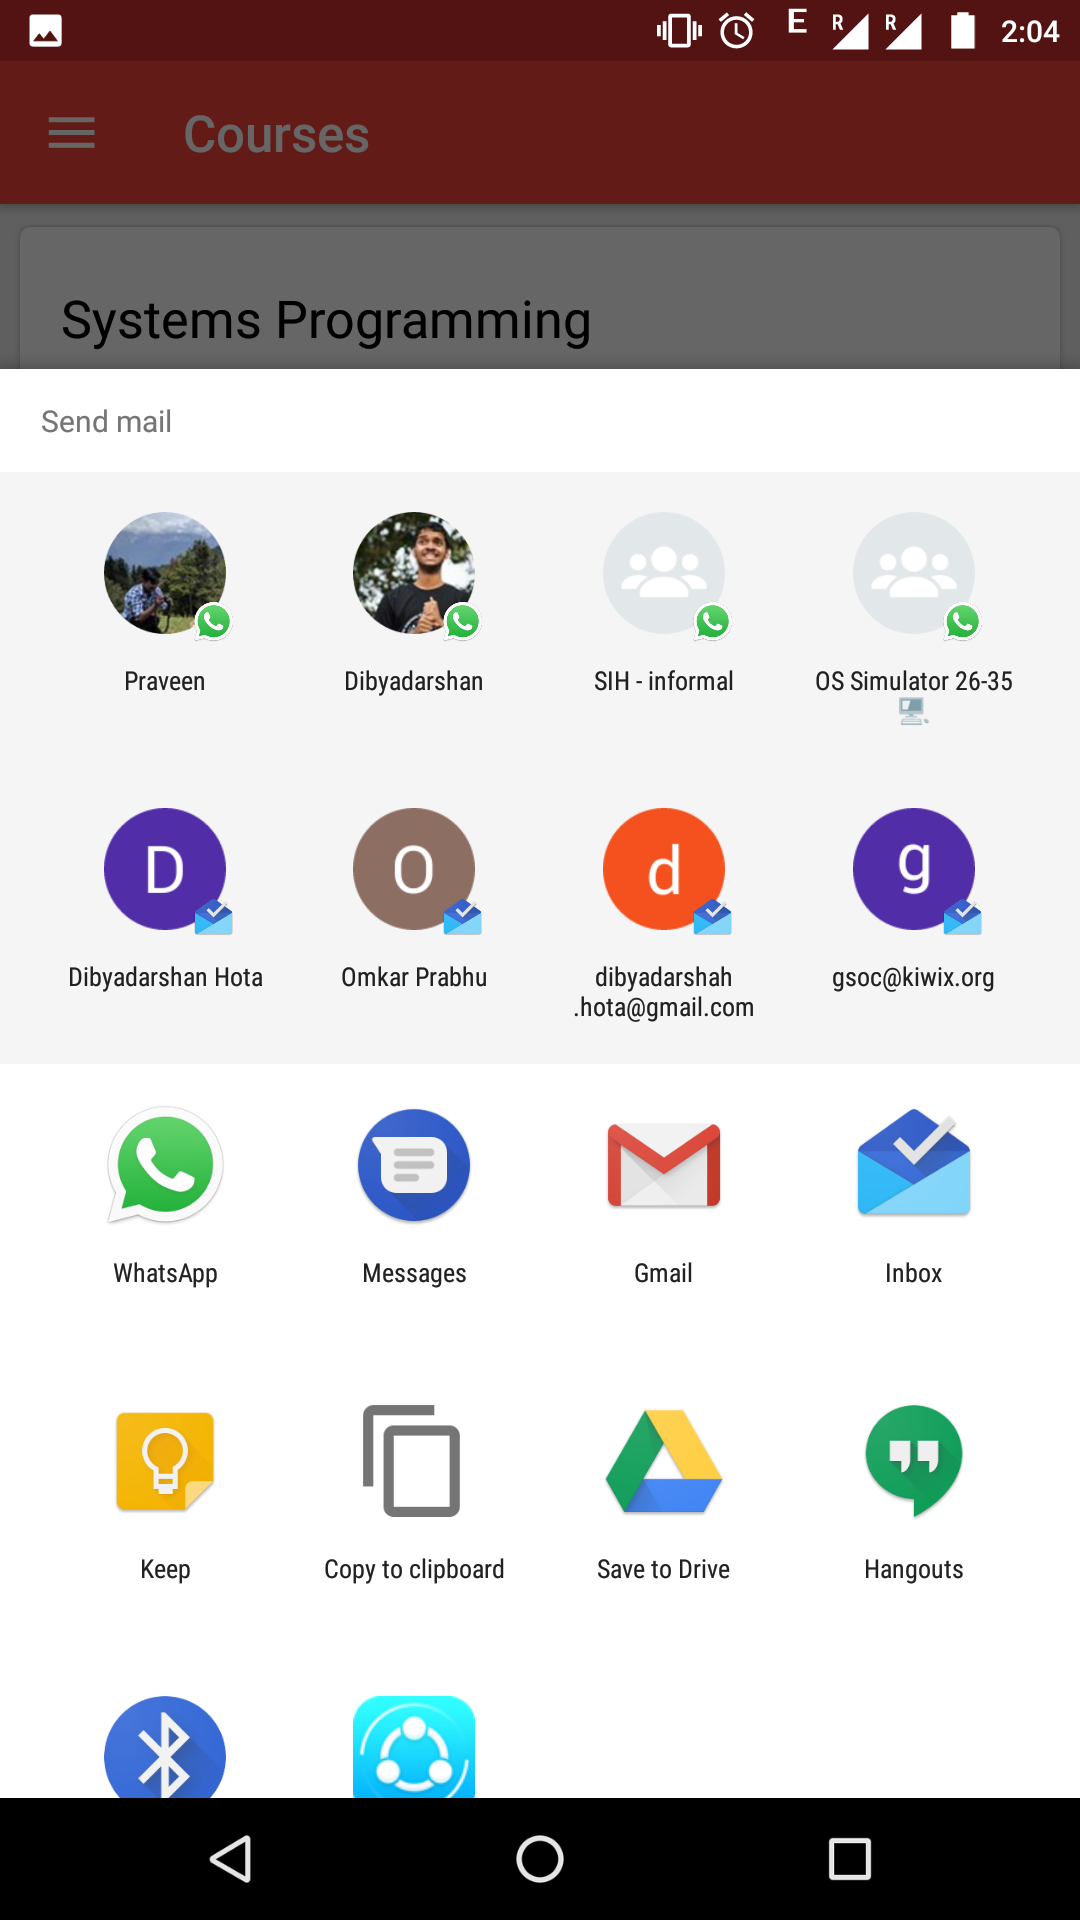 E R R 2:04
Courses
Systems Programming
Send mail
Praveen Dibyadarshan SIH - informal OS Simulator 26-35
🖥️.
D O d g
Dibyadarshan Hota Omkar Prabhu dibyadarshah gsoc@kiwix.org
.hota@gmail.com
WhatsApp Messages Gmail Inbox
Keep Copy to clipboard Save to Drive Hangouts